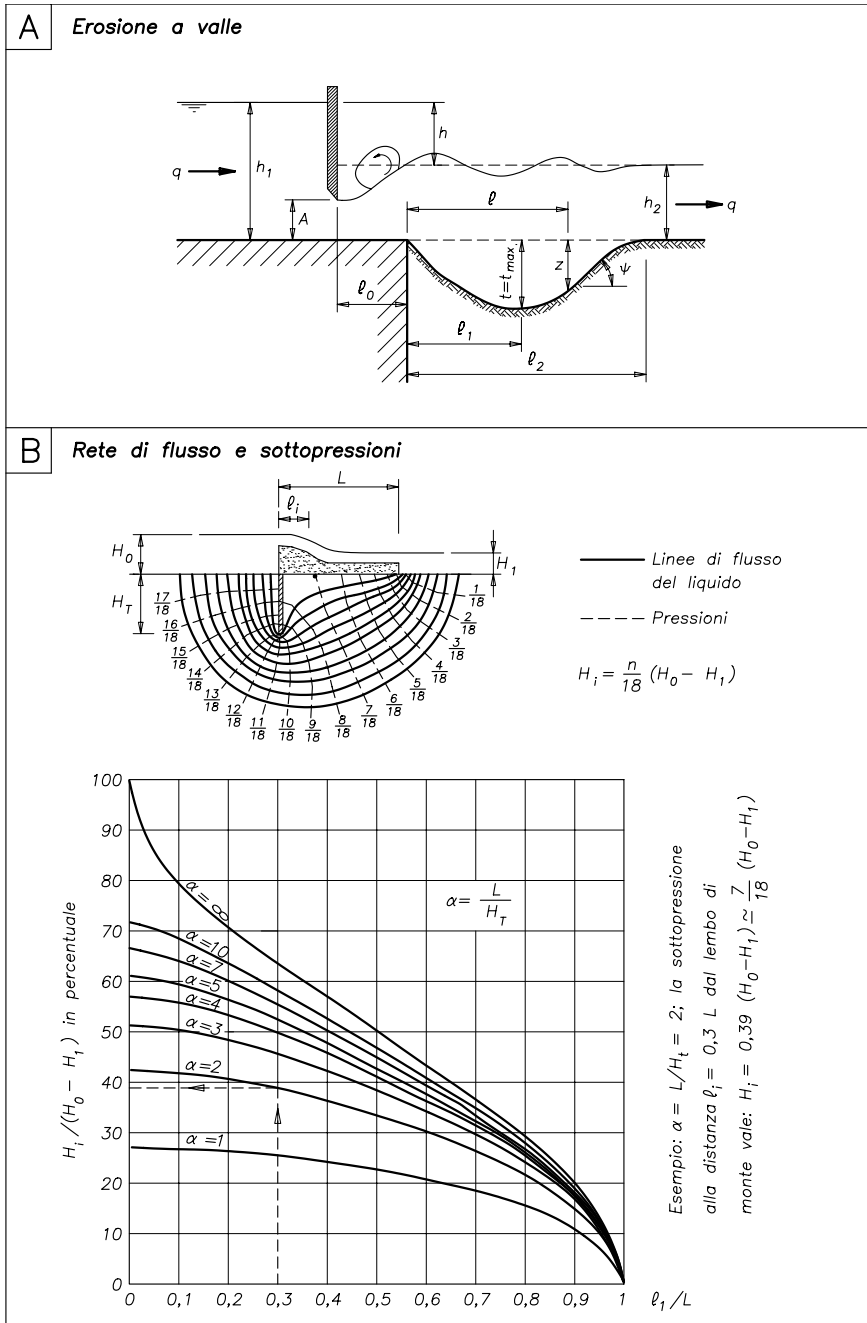 A
Erosione a valle
h
q
h₁
A
ℓ
h₂
q
t=t max.
z
ψ
ℓ₀
ℓ₁
ℓ₂
B
Rete di flusso e sottopressioni
L
ℓᵢ
H₀
H₁
H_T
17/18
16/18
15/18
14/18
13/18
12/18
11/18
10/18
9/18
8/18
7/18
6/18
5/18
4/18
3/18
2/18
1/18
Linee di flusso
del liquido
Pressioni
Hᵢ = n/18 (H₀ − H₁)
Hᵢ/(H₀ − H₁) in percentuale
100
90
80
70
60
50
40
30
20
10
0
α=∞
α=10
α=7
α=5
α=4
α=3
α=2
α=1
α= L/H_T
0 0,1 0,2 0,3 0,4 0,5 0,6 0,7 0,8 0,9 1 ℓ₁/L
Esempio: α = L/Hₜ = 2; la sottopressione
alla distanza ℓᵢ = 0,3 L dal lembo di
monte vale: Hᵢ = 0,39 (H₀−H₁) ≃ 7/18 (H₀−H₁)